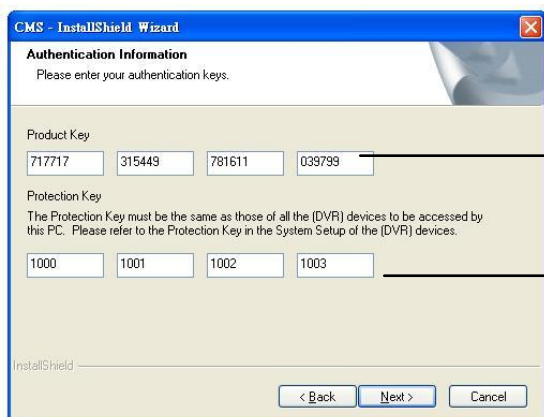 CMS - InstallShield Wizard
Authentication Information
Please enter your authentication keys.
Product Key
717717 315449 781611 039799
Protection Key
The Protection Key must be the same as those of all the (DVR) devices to be accessed by
this PC. Please refer to the Protection Key in the System Setup of the (DVR) devices.
1000 1001 1002 1003
InstallShield
< Back Next > Cancel